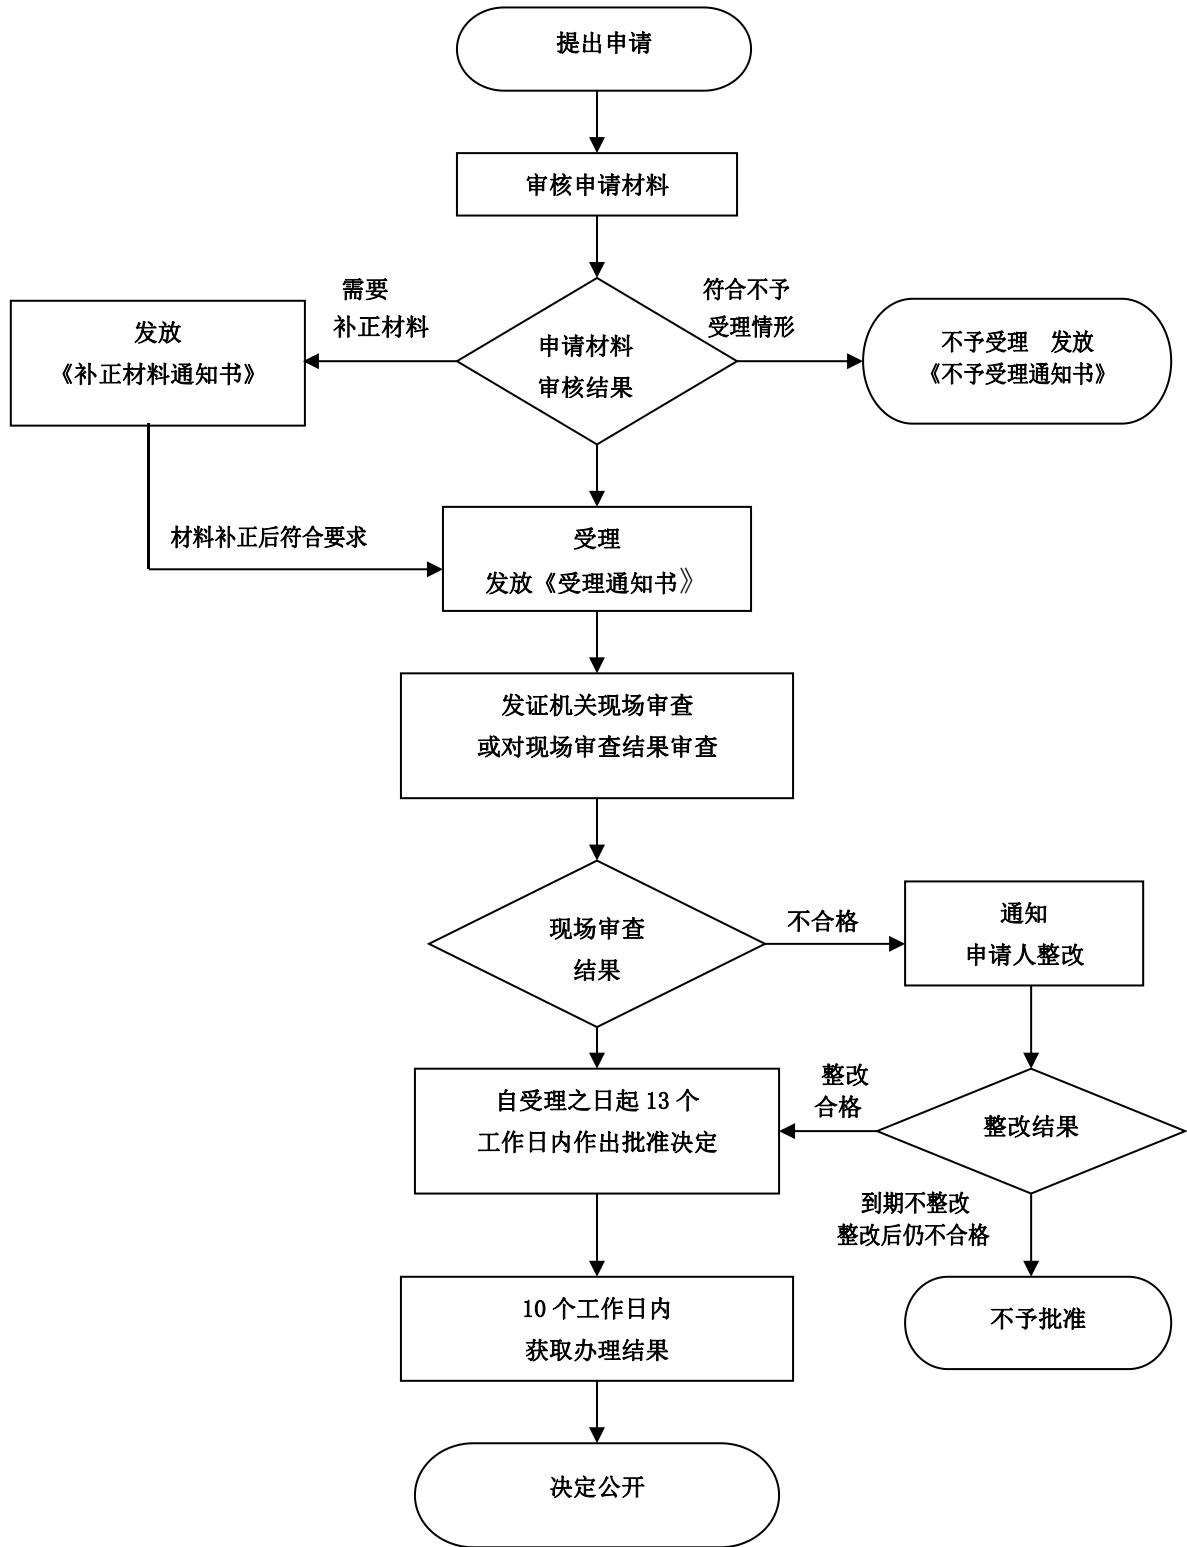 提出申请
审核申请材料
需要
补正材料
符合不予
受理情形
发放
《补正材料通知书》
申请材料
审核结果
不予受理　发放
《不予受理通知书》
材料补正后符合要求
受理
发放《受理通知书》
发证机关现场审查
或对现场审查结果审查
现场审查
结果
不合格
通知
申请人整改
自受理之日起 13 个
工作日内作出批准决定
整改
合格
整改结果
到期不整改
整改后仍不合格
10 个工作日内
获取办理结果
不予批准
决定公开